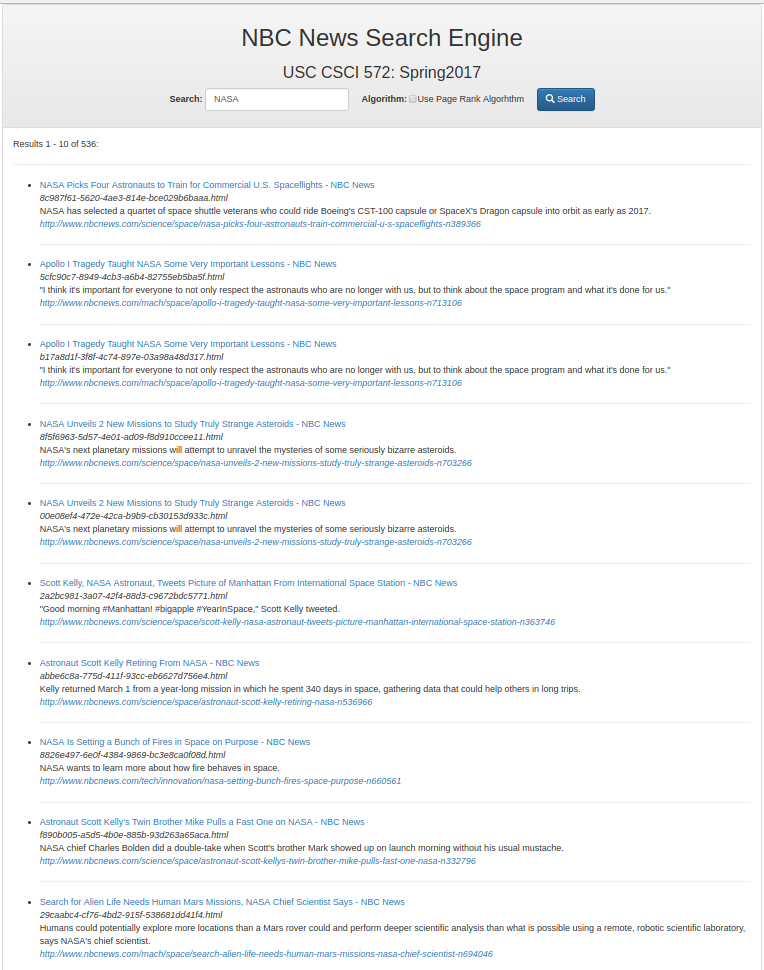 NBC News Search Engine
USC CSCI 572: Spring2017
Search: NASA Algorithm: Use Page Rank Algorhthm Search
Results 1 - 10 of 536:
NASA Picks Four Astronauts to Train for Commercial U.S. Spaceflights - NBC News
8c987f61-5620-4ae3-814e-bce029b6baaa.html
NASA has selected a quartet of space shuttle veterans who could ride Boeing's CST-100 capsule or SpaceX's Dragon capsule into orbit as early as 2017.
http://www.nbcnews.com/science/space/nasa-picks-four-astronauts-train-commercial-u-s-spaceflights-n389366
Apollo I Tragedy Taught NASA Some Very Important Lessons - NBC News
5cfc90c7-8949-4cb3-a6b4-82755eb5ba5f.html
"I think it's important for everyone to not only respect the astronauts who are no longer with us, but to think about the space program and what it's done for us."
http://www.nbcnews.com/mach/space/apollo-i-tragedy-taught-nasa-some-very-important-lessons-n713106
Apollo I Tragedy Taught NASA Some Very Important Lessons - NBC News
b17a8d1f-3f8f-4c74-897e-03a98a48d317.html
"I think it's important for everyone to not only respect the astronauts who are no longer with us, but to think about the space program and what it's done for us."
http://www.nbcnews.com/mach/space/apollo-i-tragedy-taught-nasa-some-very-important-lessons-n713106
NASA Unveils 2 New Missions to Study Truly Strange Asteroids - NBC News
8f5f6963-5d57-4e01-ad09-f8d910ccee11.html
NASA's next planetary missions will attempt to unravel the mysteries of some seriously bizarre asteroids.
http://www.nbcnews.com/science/space/nasa-unveils-2-new-missions-study-truly-strange-asteroids-n703266
NASA Unveils 2 New Missions to Study Truly Strange Asteroids - NBC News
00e08ef4-472e-42ca-b9b9-cb30153d933c.html
NASA's next planetary missions will attempt to unravel the mysteries of some seriously bizarre asteroids.
http://www.nbcnews.com/science/space/nasa-unveils-2-new-missions-study-truly-strange-asteroids-n703266
Scott Kelly, NASA Astronaut, Tweets Picture of Manhattan From International Space Station - NBC News
2a2bc981-3a07-42f4-88d3-c9672bdc5771.html
"Good morning #Manhattan! #bigapple #YearInSpace," Scott Kelly tweeted.
http://www.nbcnews.com/science/space/scott-kelly-nasa-astronaut-tweets-picture-manhattan-international-space-station-n363746
Astronaut Scott Kelly Retiring From NASA - NBC News
abbe6c8a-775d-411f-93cc-eb6627d756e4.html
Kelly returned March 1 from a year-long mission in which he spent 340 days in space, gathering data that could help others in long trips.
http://www.nbcnews.com/science/space/astronaut-scott-kelly-retiring-nasa-n536966
NASA Is Setting a Bunch of Fires in Space on Purpose - NBC News
8826e497-6e0f-4384-9869-bc3e8ca0f08d.html
NASA wants to learn more about how fire behaves in space.
http://www.nbcnews.com/tech/innovation/nasa-setting-bunch-fires-space-purpose-n660561
Astronaut Scott Kelly's Twin Brother Mike Pulls a Fast One on NASA - NBC News
f890b005-a5d5-4b0e-885b-93d263a65aca.html
NASA chief Charles Bolden did a double-take when Scott's brother Mark showed up on launch morning without his usual mustache.
http://www.nbcnews.com/science/space/astronaut-scott-kellys-twin-brother-mike-pulls-fast-one-nasa-n332796
Search for Alien Life Needs Human Mars Missions, NASA Chief Scientist Says - NBC News
29caabc4-cf76-4bd2-915f-538681dd41f4.html
Humans could potentially explore more locations than a Mars rover could and perform deeper scientific analysis than what is possible using a remote, robotic scientific laboratory,
says NASA's chief scientist.
http://www.nbcnews.com/mach/space/search-alien-life-needs-human-mars-missions-nasa-chief-scientist-n694046